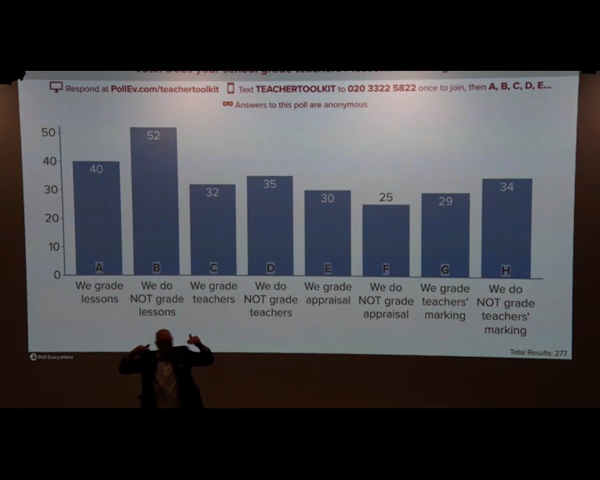 Respond at PollEv.com/teachertoolkit Text TEACHERTOOLKIT to 020 3322 5822 once to join, then A, B, C, D, E...
Answers to this poll are anonymous
50
40
30
20
10
0
40
52
32
35
30
25
29
34
A B C D E F G H
We grade lessons
We do NOT grade lessons
We grade teachers
We do NOT grade teachers
We grade appraisal
We do NOT grade appraisal
We grade teachers' marking
We do NOT grade teachers' marking
Poll Everywhere
Total Results: 277